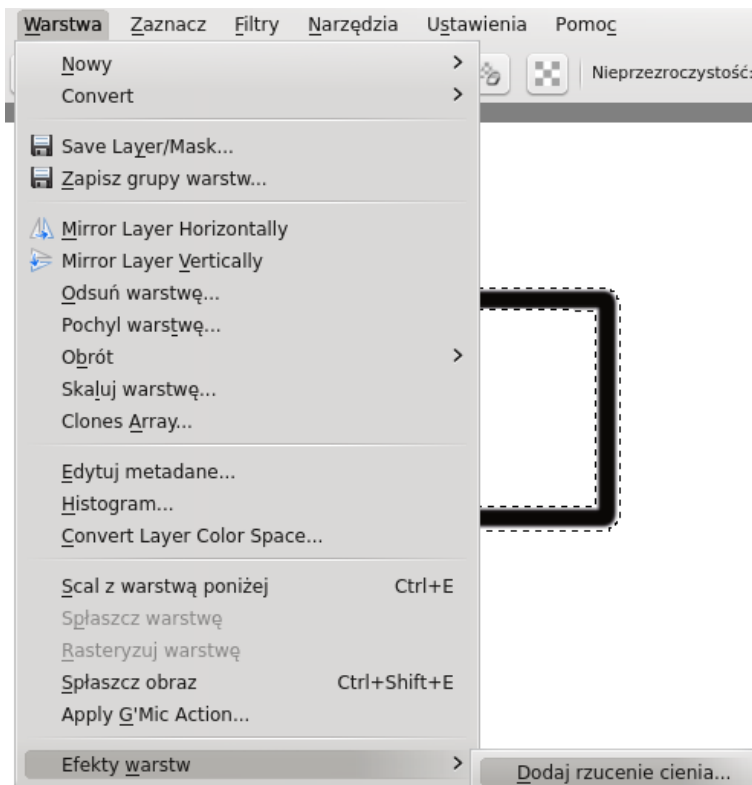 Warstwa Zaznacz Filtry Narzędzia Ustawienia Pomoc
Nieprzezroczystość:
Nowy
Convert
Save Layer/Mask...
Zapisz grupy warstw...
Mirror Layer Horizontally
Mirror Layer Vertically
Odsuń warstwę...
Pochyl warstwę...
Obrót
Skaluj warstwę...
Clones Array...
Edytuj metadane...
Histogram...
Convert Layer Color Space...
Scal z warstwą poniżej Ctrl+E
Spłaszcz warstwę
Rasteryzuj warstwę
Spłaszcz obraz Ctrl+Shift+E
Apply G'Mic Action...
Efekty warstw
Dodaj rzucenie cienia...